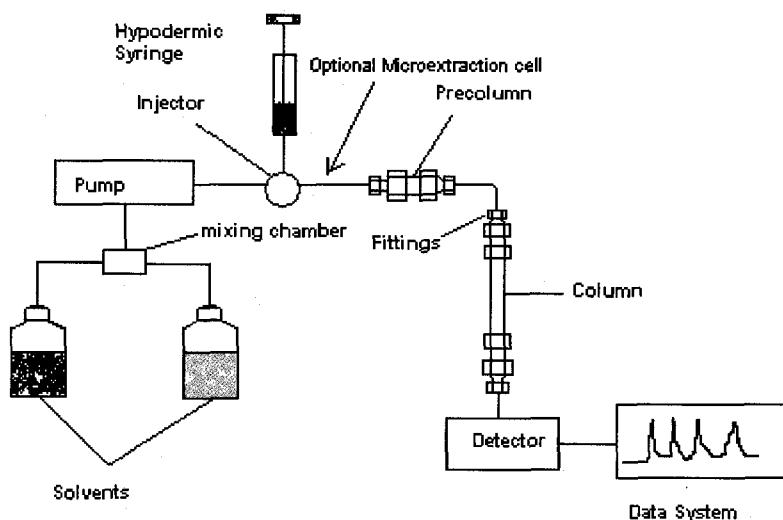 Hypodermic
Syringe
Optional Microextraction cell
Precolumn
Injector
Pump
mixing chamber
Fittings
Column
Detector
Solvents
Data System